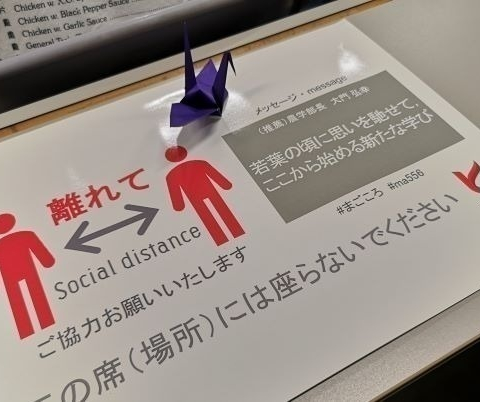 Chicken w. Black Pepper Sauce
Chicken w. Garlic Sauce
メッセージ・message
(推薦)農学部長 大門弘幸
若葉の頃に思いを馳せて、
ここから始める新たな学び
#まごころ #ma556
離れて
Social distance
ご協力お願いいたします
の席(場所)には座らないでください